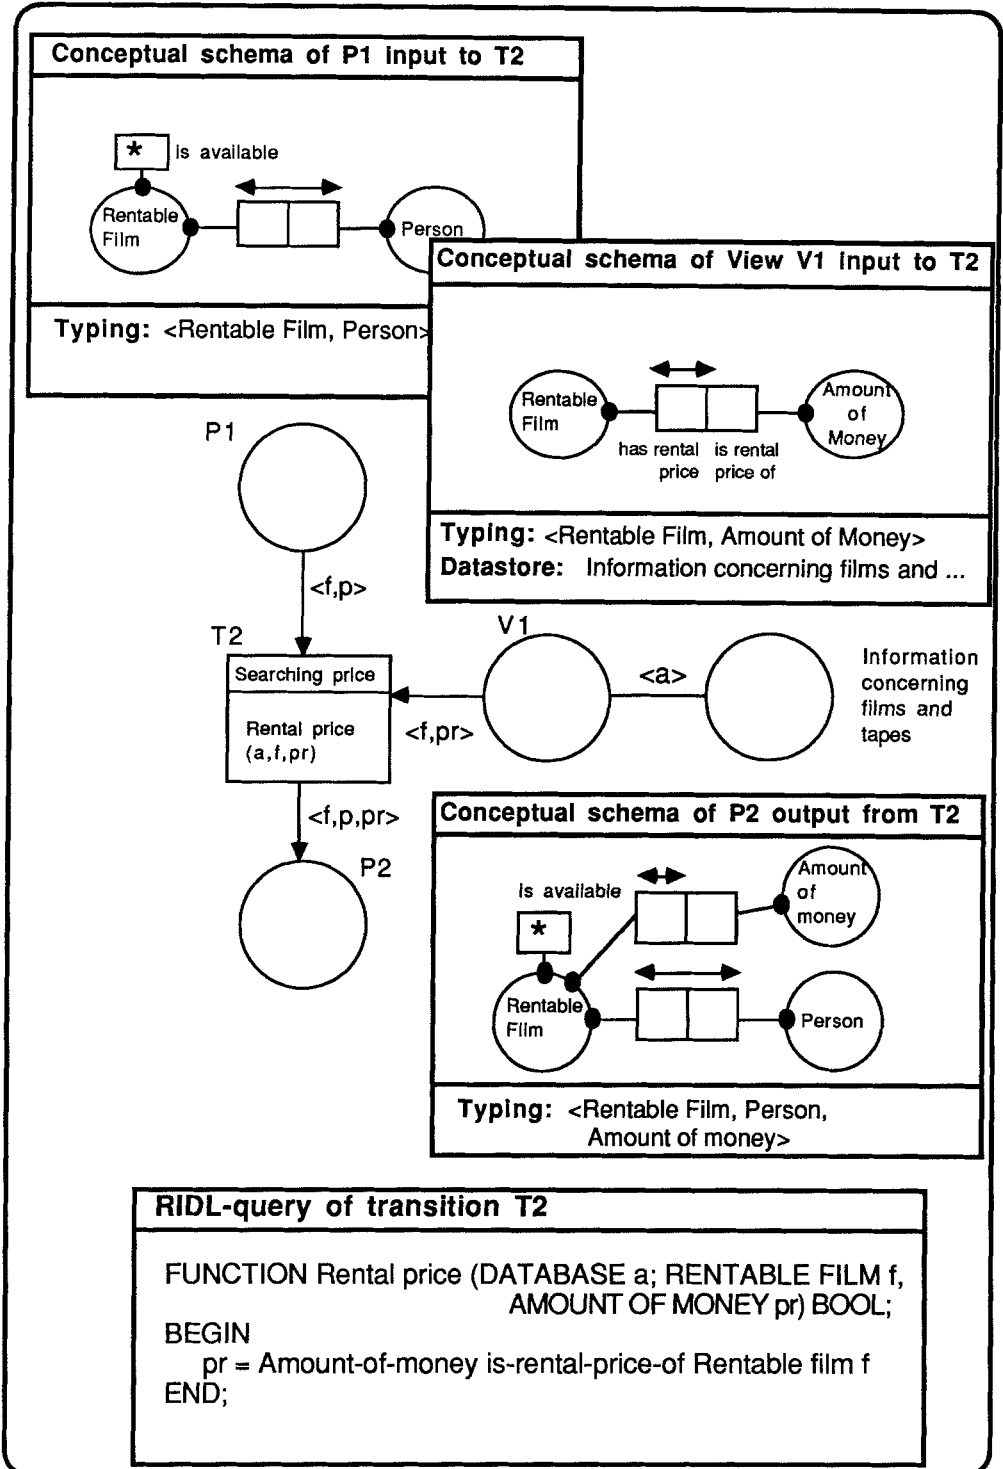 Conceptual schema of P1 input to T2
* is available
Rentable
Film
Person
Typing: <Rentable Film, Person>
Conceptual schema of View V1 input to T2
Rentable
Film
Amount
of
Money
has rental is rental
price price of
Typing: <Rentable Film, Amount of Money>
Datastore: Information concerning films and ...
P1
<f,p>
T2
Searching price
Rental price
(a,f,pr)
<f,pr>
V1
<a>
Information
concerning
films and
tapes
<f,p,pr>
P2
Conceptual schema of P2 output from T2
is available
*
Amount
of
money
Rentable
Film
Person
Typing: <Rentable Film, Person,
Amount of money>
RIDL-query of transition T2
FUNCTION Rental price (DATABASE a; RENTABLE FILM f,
AMOUNT OF MONEY pr) BOOL;
BEGIN
pr = Amount-of-money is-rental-price-of Rentable film f
END;